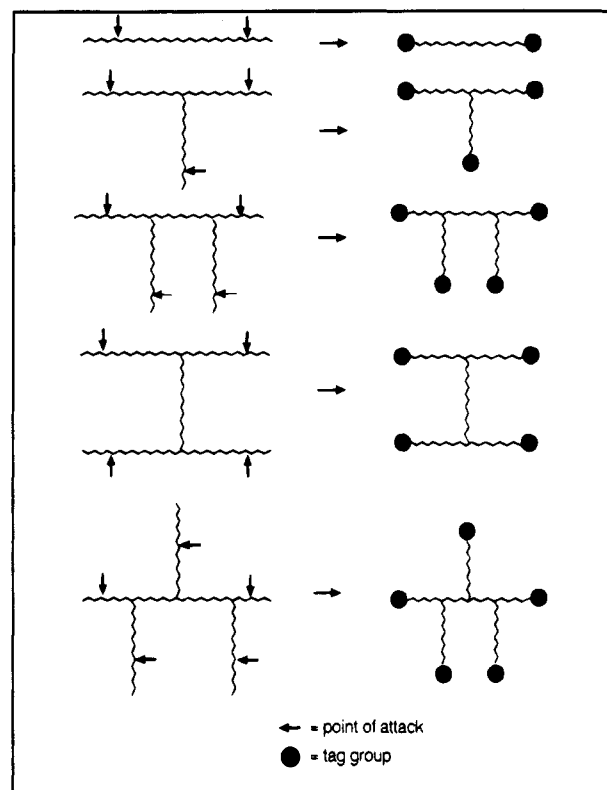 = point of attack
= tag group